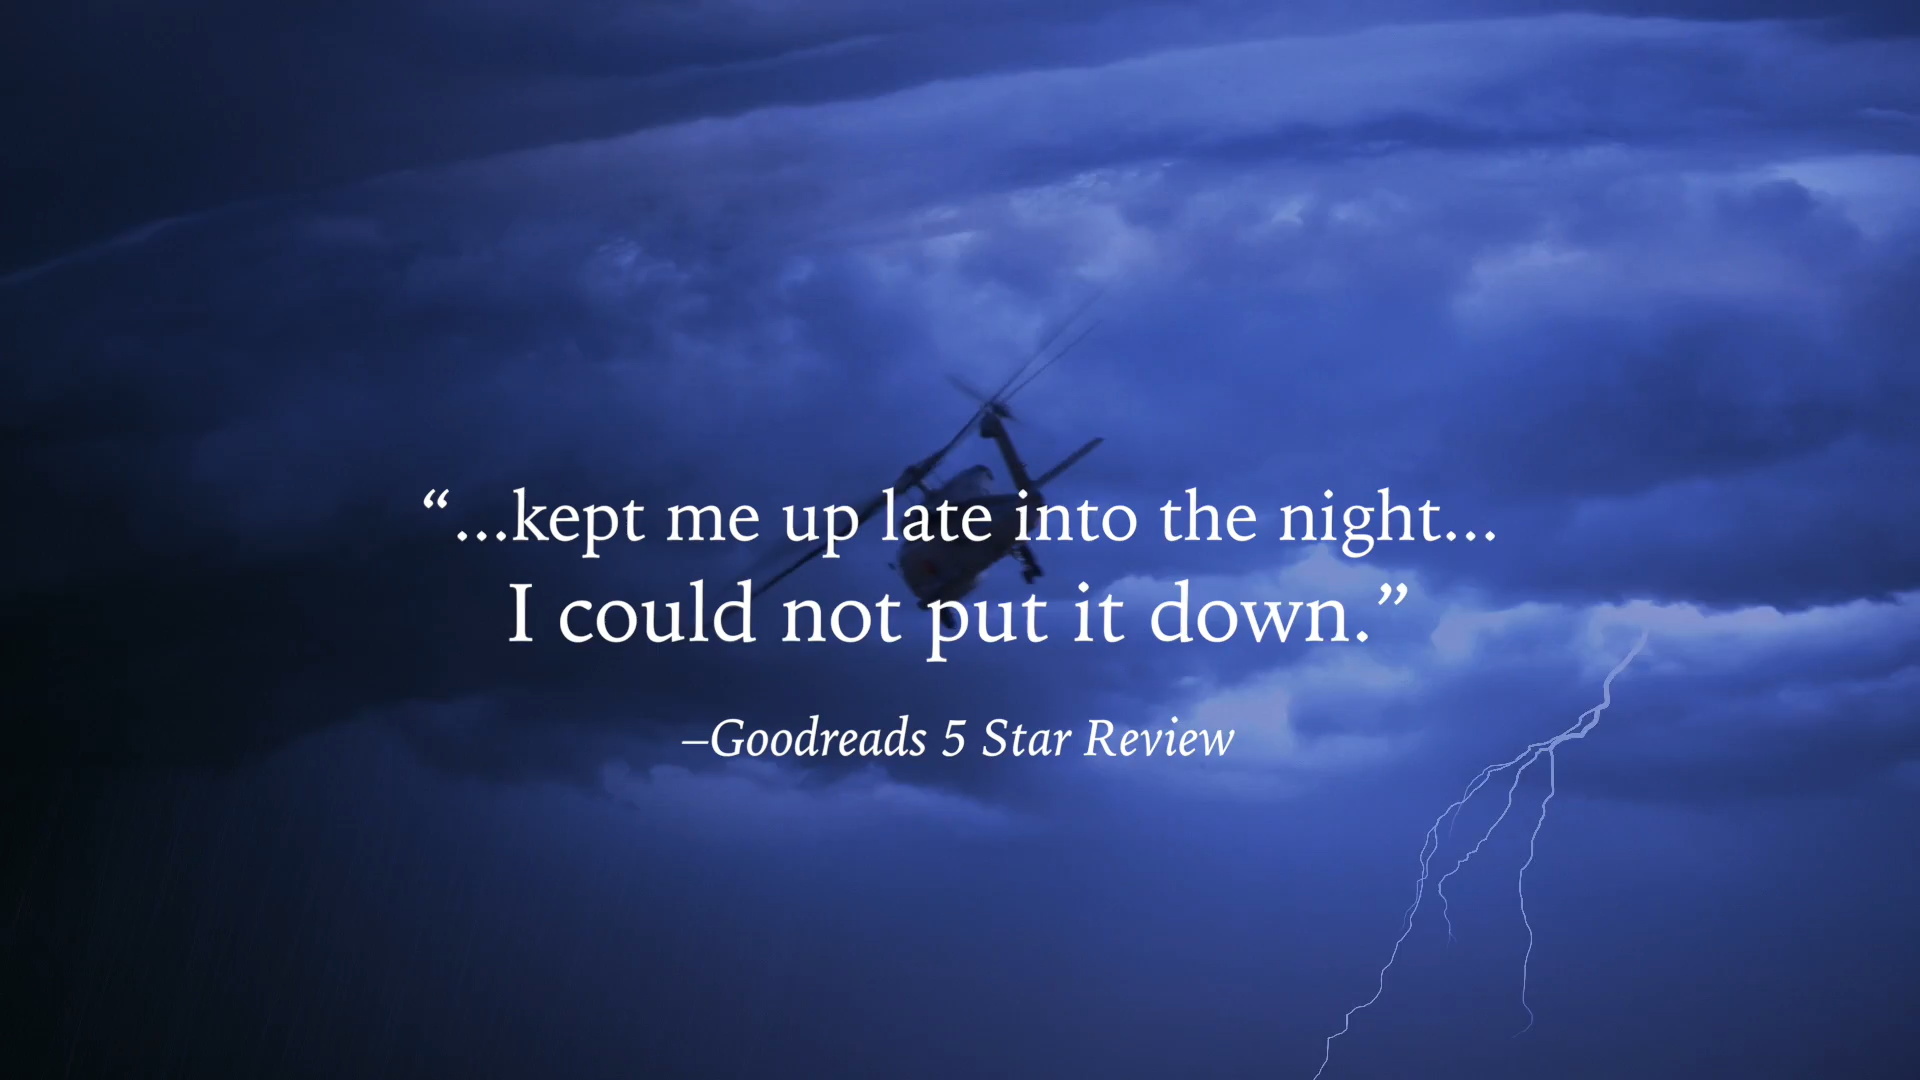 “...kept me up late into the night...
I could not put it down.”
–Goodreads 5 Star Review